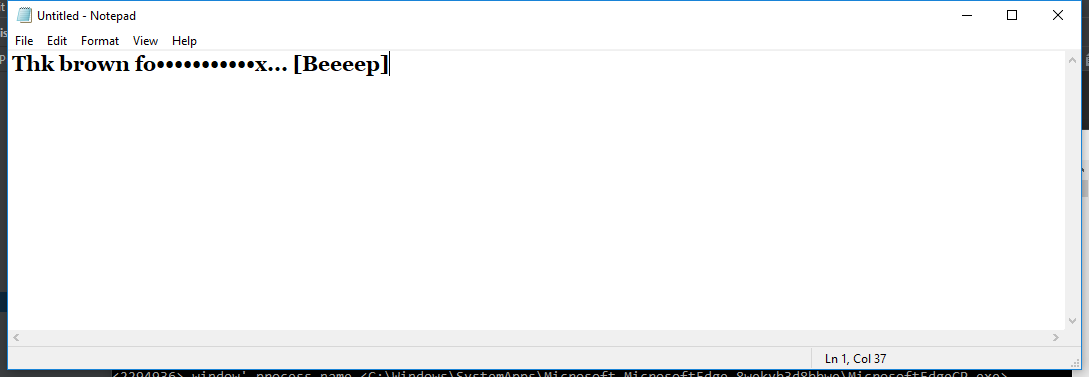 Untitled - Notepad
File Edit Format View Help
Thk brown fo•••••••••••x... [Beeeep]
Ln 1, Col 37
<2294936> window' process name <C:\Windows\SystemApps\Microsoft.MicrosoftEdge_8wekyb3d8bbwe\MicrosoftEdgeCP.exe>